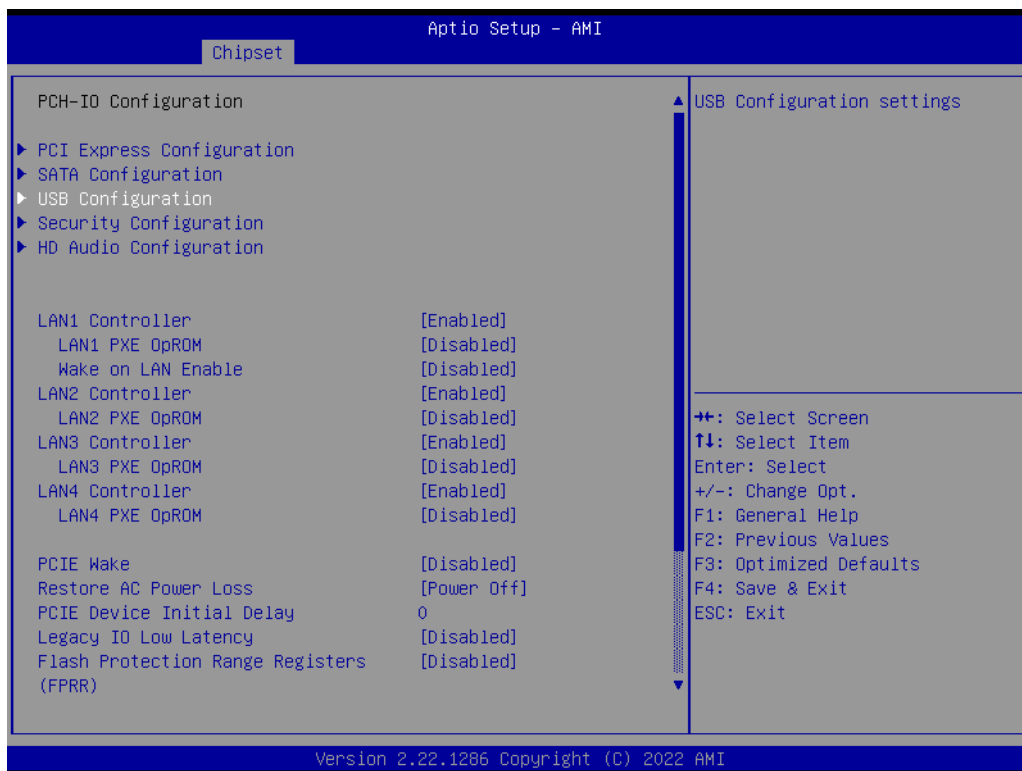 Aptio Setup – AMI
Chipset
PCH-IO Configuration
PCI Express Configuration
SATA Configuration
USB Configuration
Security Configuration
HD Audio Configuration
LAN1 Controller [Enabled]
LAN1 PXE OpROM [Disabled]
Wake on LAN Enable [Disabled]
LAN2 Controller [Enabled]
LAN2 PXE OpROM [Disabled]
LAN3 Controller [Enabled]
LAN3 PXE OpROM [Disabled]
LAN4 Controller [Enabled]
LAN4 PXE OpROM [Disabled]
PCIE Wake [Disabled]
Restore AC Power Loss [Power Off]
PCIE Device Initial Delay 0
Legacy IO Low Latency [Disabled]
Flash Protection Range Registers [Disabled]
(FPRR)
USB Configuration settings
→←: Select Screen
↑↓: Select Item
Enter: Select
+/-: Change Opt.
F1: General Help
F2: Previous Values
F3: Optimized Defaults
F4: Save & Exit
ESC: Exit
Version 2.22.1286 Copyright (C) 2022 AMI